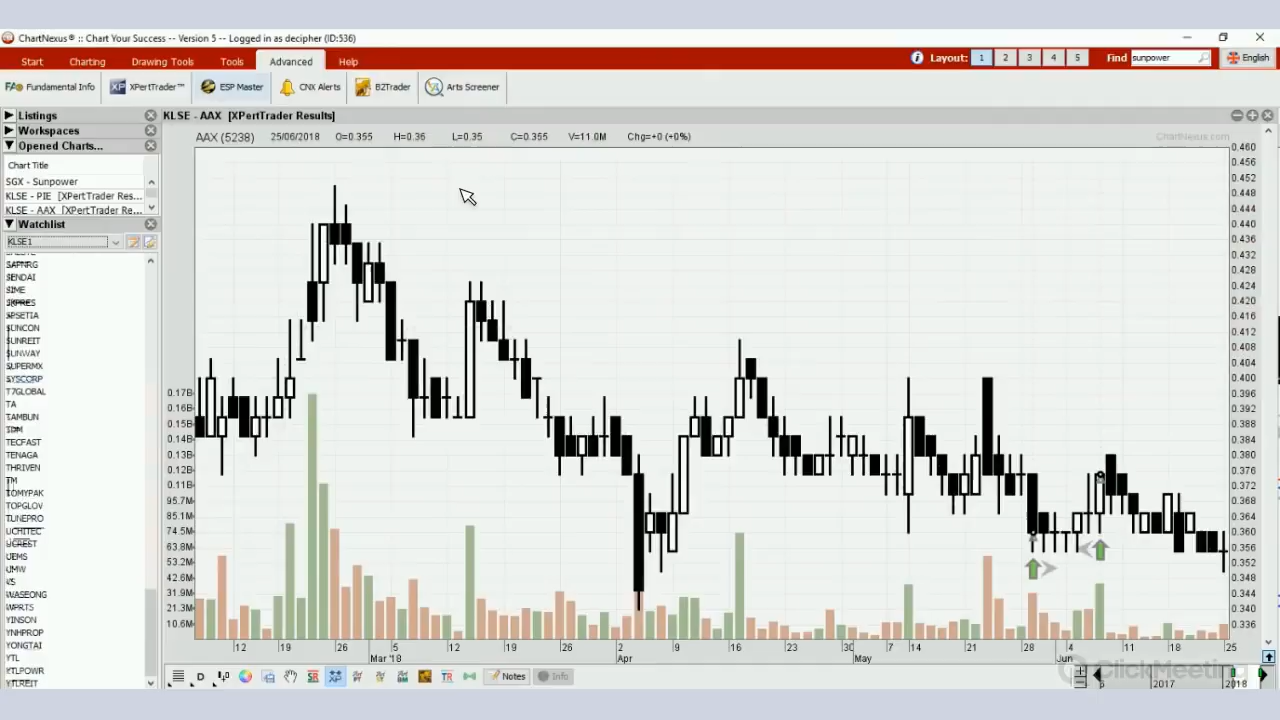 ChartNexus ® :: Chart Your Success -- Version 5 -- Logged in as decipher (ID:536)
Start Charting Drawing Tools Tools Advanced Help Layout: 1 2 3 4 5 Find sunpower English
Fundamental Info XPertTrader™ ESP Master CNX Alerts BZTrader Arts Screener
Listings
Workspaces
Opened Charts...
Chart Title
SGX - Sunpower
KLSE - PIE [XPertTrader Res...
KLSE - AAX [XPertTrader Re...
Watchlist
KLSE1
SAPNRG
SENDAI
SIME
SKPRES
SPSETIA
SUNCON
SUNREIT
SUNWAY
SUPERMX
SYSCORP
T7GLOBAL
TA
TAMBUN
TDM
TECFAST
TENAGA
THRIVEN
TM
TOMYPAK
TOPGLOV
TUNEPRO
UCHITEC
UCREST
UEMS
UMW
VS
WASEONG
WPRTS
YINSON
YNHPROP
YONGTAI
YTL
YTLPOWR
YTLREIT
KLSE - AAX [XPertTrader Results]
AAX (5238) 25/06/2018 O=0.355 H=0.36 L=0.35 C=0.355 V=11.0M Chg=+0 (+0%) ChartNexus.com
0.460
0.456
0.452
0.448
0.444
0.440
0.436
0.432
0.428
0.424
0.420
0.416
0.412
0.408
0.404
0.400
0.396
0.392
0.388
0.384
0.380
0.376
0.372
0.368
0.364
0.360
0.356
0.352
0.348
0.344
0.340
0.336
0.17B
0.16B
0.15B
0.14B
0.13B
0.12B
0.11B
95.7M
85.1M
74.5M
63.8M
53.2M
42.6M
31.9M
21.3M
10.6M
12 19 26 5 12 19 26 2 9 16 23 30 7 14 21 28 4 11 18 25
Mar '18 Apr May Jun
D SR TR Notes Info
2017 2018
ClickMeeting